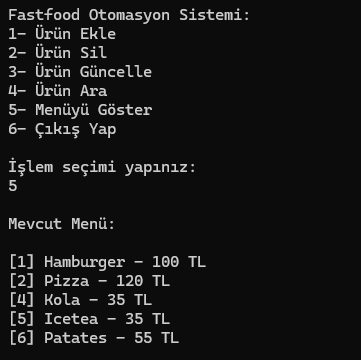 Fastfood Otomasyon Sistemi:
1- Ürün Ekle
2- Ürün Sil
3- Ürün Güncelle
4- Ürün Ara
5- Menüyü Göster
6- Çıkış Yap
İşlem seçimi yapınız:
5
Mevcut Menü:
[1] Hamburger - 100 TL
[2] Pizza - 120 TL
[4] Kola - 35 TL
[5] Icetea - 35 TL
[6] Patates - 55 TL